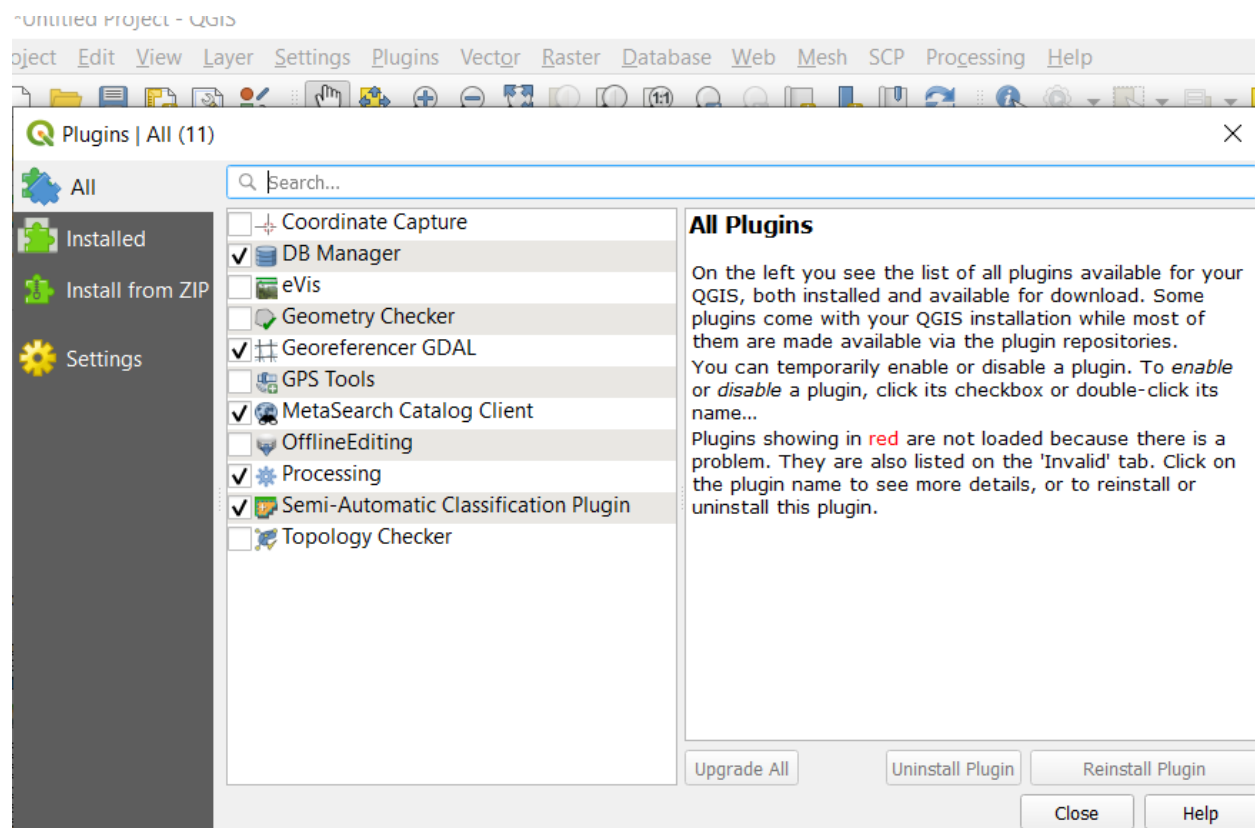 *Untitled Project - QGIS
oject Edit View Layer Settings Plugins Vector Raster Database Web Mesh SCP Processing Help
1:1
Plugins | All (11)
All
Search...
Installed
Install from ZIP
Settings
Coordinate Capture
DB Manager
eVis
Geometry Checker
Georeferencer GDAL
GPS Tools
MetaSearch Catalog Client
OfflineEditing
Processing
Semi-Automatic Classification Plugin
Topology Checker
All Plugins
On the left you see the list of all plugins available for your
QGIS, both installed and available for download. Some
plugins come with your QGIS installation while most of
them are made available via the plugin repositories.
You can temporarily enable or disable a plugin. To enable
or disable a plugin, click its checkbox or double-click its
name...
Plugins showing in red are not loaded because there is a
problem. They are also listed on the 'Invalid' tab. Click on
the plugin name to see more details, or to reinstall or
uninstall this plugin.
Upgrade All
Uninstall Plugin
Reinstall Plugin
Close
Help